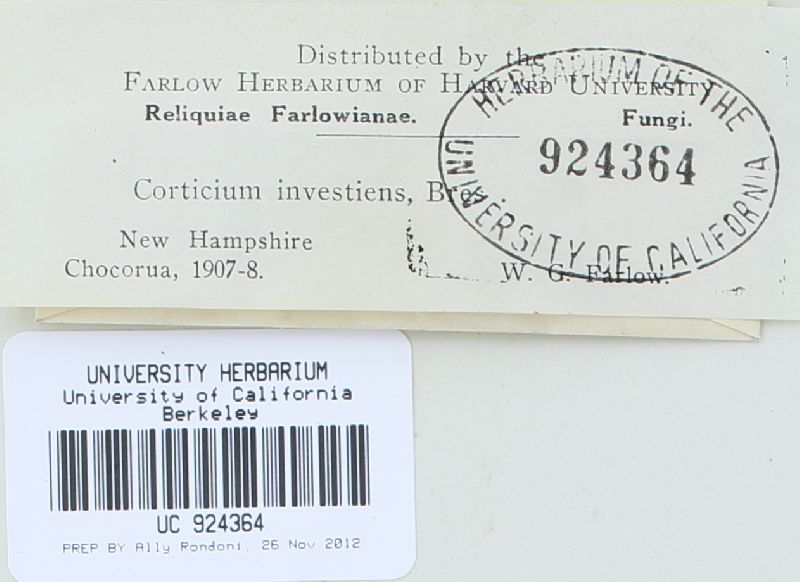 Distributed by the
FARLOW HERBARIUM OF HARVARD UNIVERSITY
Reliquiae Farlowianae. Fungi.
Corticium investiens, Bres.
New Hampshire
Chocorua, 1907-8.
W. G. Farlow.
HERBARIUM OF THE
924364
UNIVERSITY OF CALIFORNIA
UNIVERSITY HERBARIUM
University of California
Berkeley
UC 924364
PREP BY Ally Rondoni, 26 Nov 2012